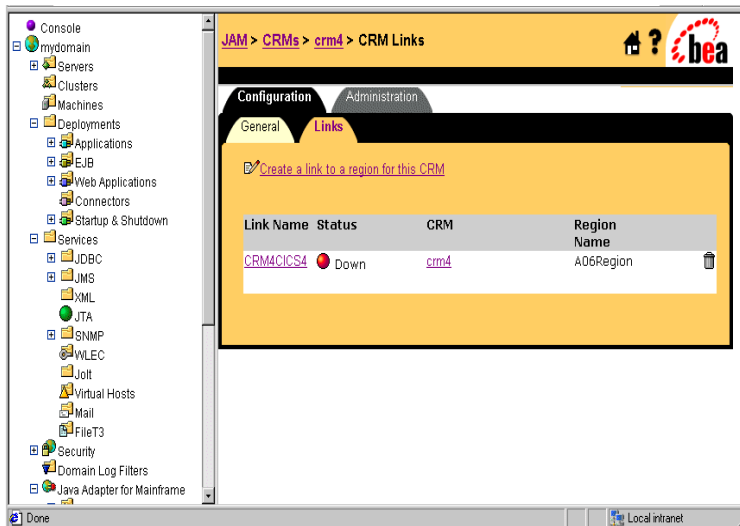 Console
mydomain
Servers
Clusters
Machines
Deployments
Applications
EJB
Web Applications
Connectors
Startup & Shutdown
Services
JDBC
JMS
XML
JTA
SNMP
WLEC
Jolt
Virtual Hosts
Mail
FileT3
Security
Domain Log Filters
Java Adapter for Mainframe
JAM > CRMs > crm4 > CRM Links
?
bea
Configuration Administration
General Links
Create a link to a region for this CRM
Link Name Status CRM Region
Name
CRM4CICS4 Down crm4 A06Region
Done Local intranet